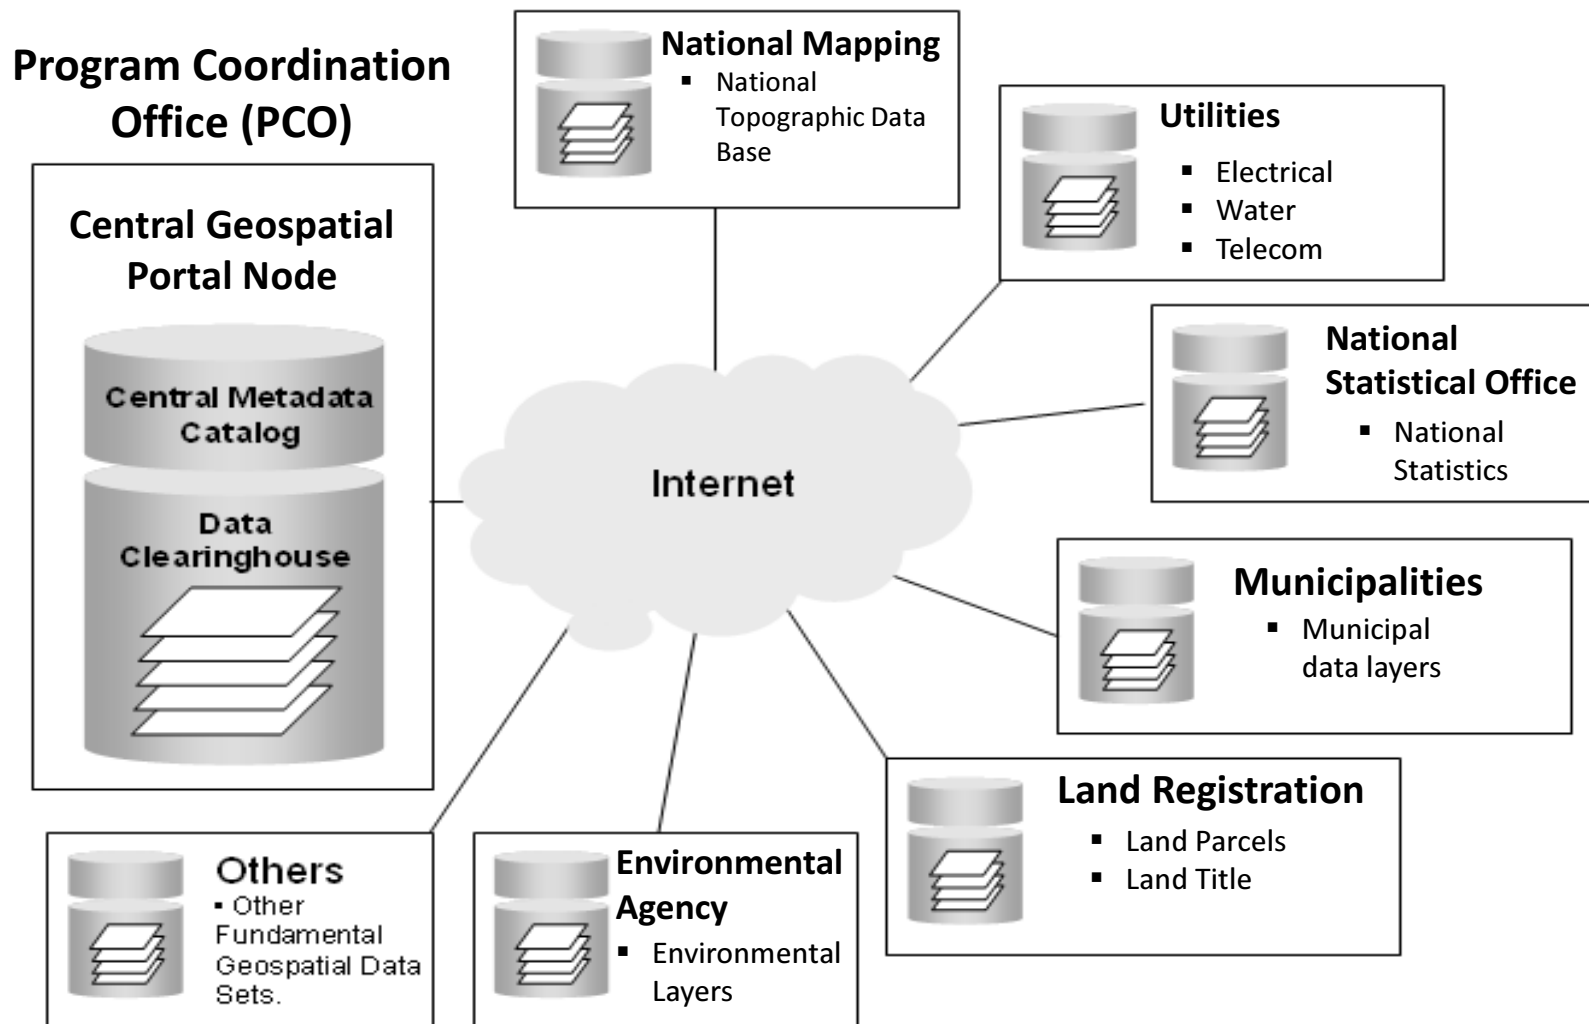 Program Coordination
Office (PCO)
Central Geospatial
Portal Node
Central Metadata
Catalog
Data
Clearinghouse
National Mapping
▪ National
Topographic Data
Base
Utilities
▪ Electrical
▪ Water
▪ Telecom
National
Statistical Office
▪ National
Statistics
Internet
Municipalities
▪ Municipal
data layers
Land Registration
▪ Land Parcels
▪ Land Title
Environmental
Agency
▪ Environmental
Layers
Others
▪ Other
Fundamental
Geospatial Data
Sets.